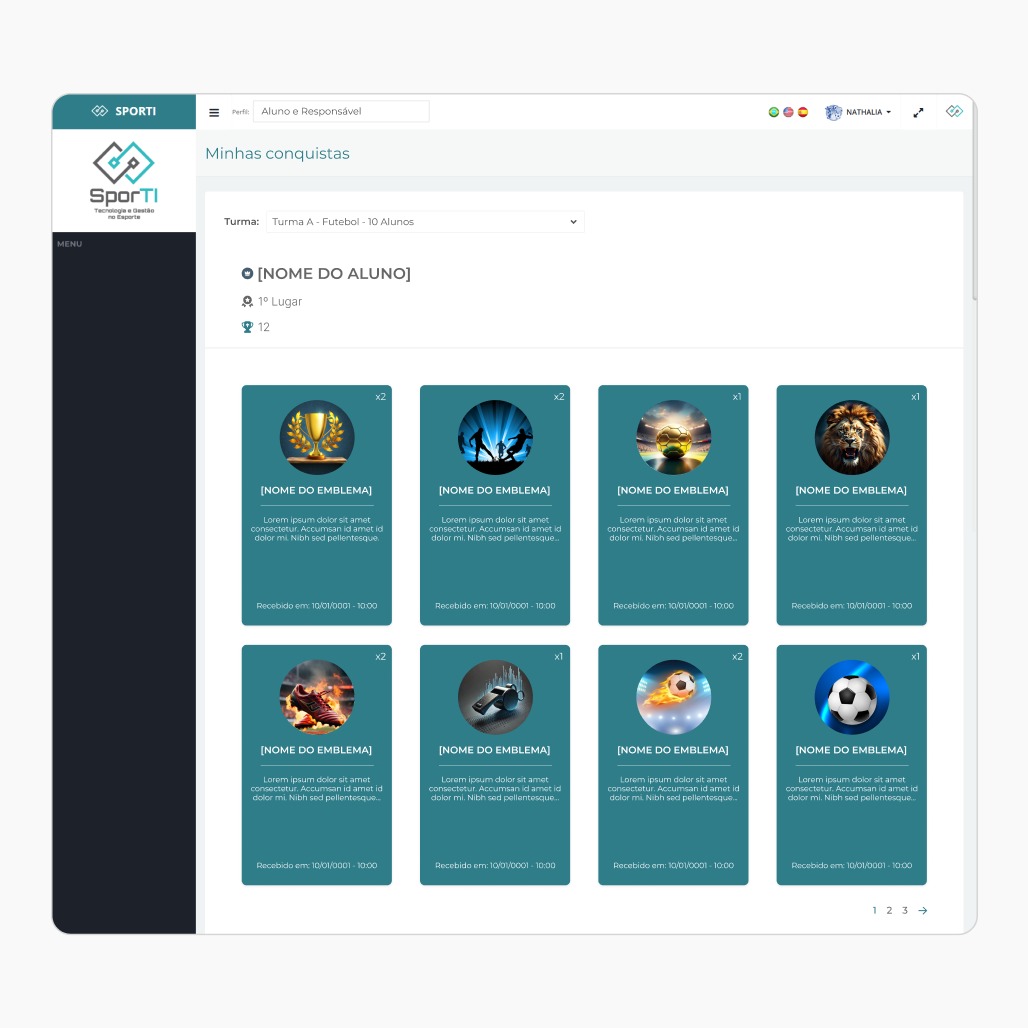 SPORTI
Perfil: Aluno e Responsável
NATHALIA
SporTI
Tecnologia e Gestão
no Esporte
MENU
Minhas conquistas
Turma: Turma A - Futebol - 10 Alunos
[NOME DO ALUNO]
1º Lugar
12
x2
[NOME DO EMBLEMA]
Lorem ipsum dolor sit amet
consectetur. Accumsan id amet id
dolor mi. Nibh sed pellentesque.
Recebido em: 10/01/0001 - 10:00
x2
[NOME DO EMBLEMA]
Lorem ipsum dolor sit amet
consectetur. Accumsan id amet id
dolor mi. Nibh sed pellentesque...
Recebido em: 10/01/0001 - 10:00
x1
[NOME DO EMBLEMA]
Lorem ipsum dolor sit amet
consectetur. Accumsan id amet id
dolor mi. Nibh sed pellentesque...
Recebido em: 10/01/0001 - 10:00
x1
[NOME DO EMBLEMA]
Lorem ipsum dolor sit amet
consectetur. Accumsan id amet id
dolor mi. Nibh sed pellentesque...
Recebido em: 10/01/0001 - 10:00
x2
[NOME DO EMBLEMA]
Lorem ipsum dolor sit amet
consectetur. Accumsan id amet id
dolor mi. Nibh sed pellentesque...
Recebido em: 10/01/0001 - 10:00
x1
[NOME DO EMBLEMA]
Lorem ipsum dolor sit amet
consectetur. Accumsan id amet id
dolor mi. Nibh sed pellentesque...
Recebido em: 10/01/0001 - 10:00
x2
[NOME DO EMBLEMA]
Lorem ipsum dolor sit amet
consectetur. Accumsan id amet id
dolor mi. Nibh sed pellentesque...
Recebido em: 10/01/0001 - 10:00
x1
[NOME DO EMBLEMA]
Lorem ipsum dolor sit amet
consectetur. Accumsan id amet id
dolor mi. Nibh sed pellentesque...
Recebido em: 10/01/0001 - 10:00
1 2 3 →